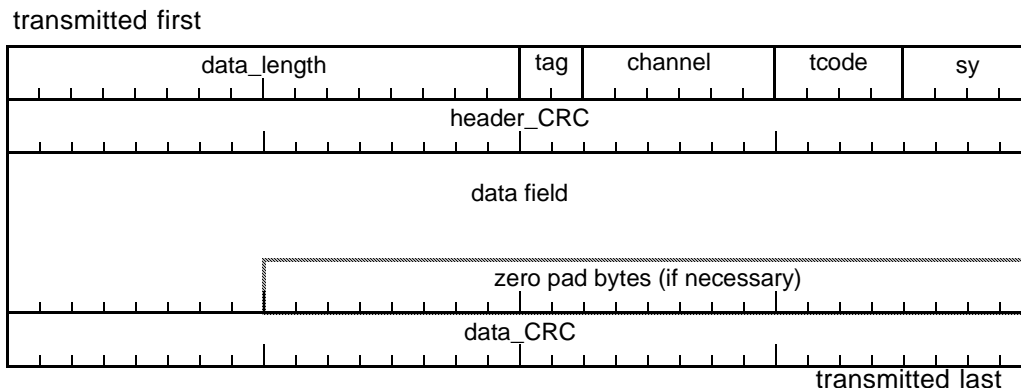 transmitted first
data_length tag channel tcode sy
header_CRC
data field
zero pad bytes (if necessary)
data_CRC
transmitted last